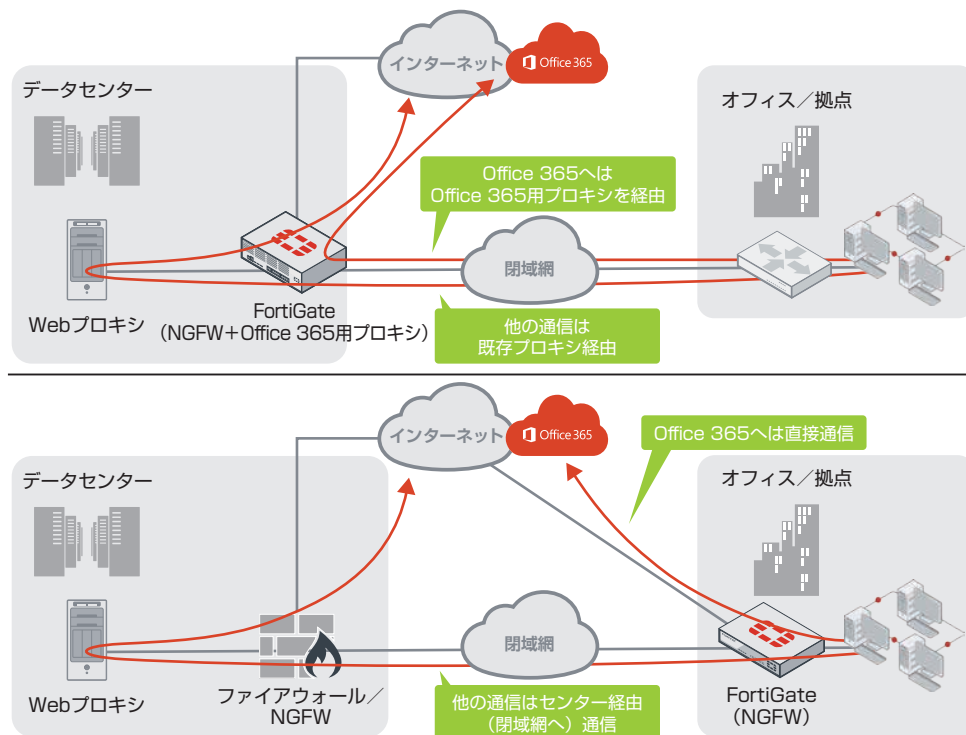 インターネット
Office 365
データセンター
オフィス／拠点
Office 365へは
Office 365用プロキシを経由
閉域網
Webプロキシ
FortiGate
（NGFW＋Office 365用プロキシ）
他の通信は
既存プロキシ経由
インターネット
Office 365
Office 365へは直接通信
データセンター
オフィス／拠点
閉域網
Webプロキシ
ファイアウォール／
NGFW
他の通信はセンター経由
（閉域網へ）通信
FortiGate
（NGFW）